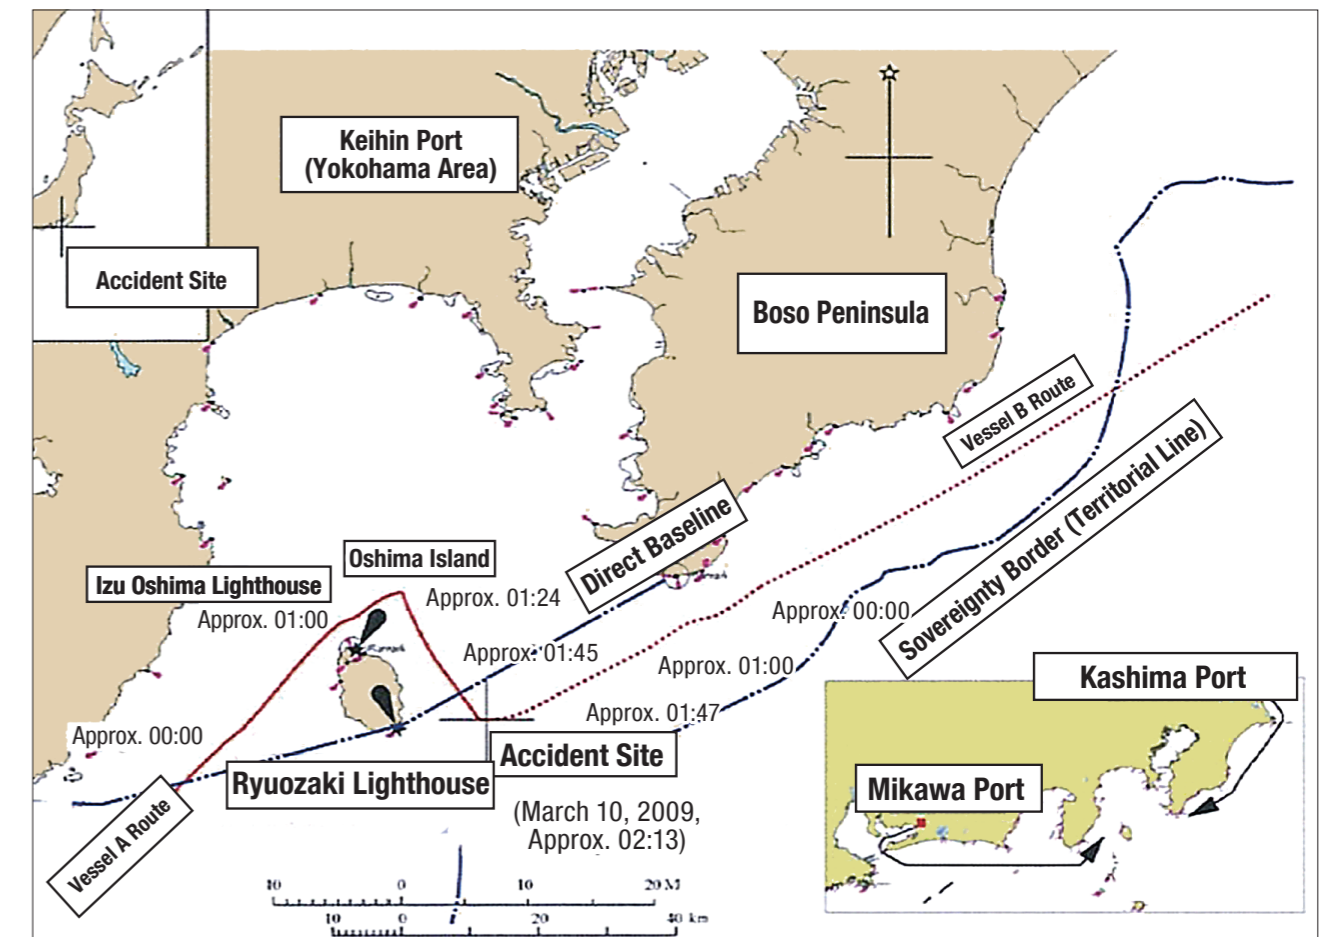 Keihin Port
(Yokohama Area)
Accident Site
Boso Peninsula
Vessel B Route
Sovereignty Border (Territorial Line)
Direct Baseline
Oshima Island
Izu Oshima Lighthouse
Approx. 01:00
Approx. 01:24
Approx. 00:00
Approx. 01:45
Approx. 01:00
Approx. 01:47
Approx. 00:00
Accident Site
Ryuozaki Lighthouse
Vessel A Route
(March 10, 2009,
Approx. 02:13)
Kashima Port
Mikawa Port
10 0 10 20 M
10 0 20 40 km